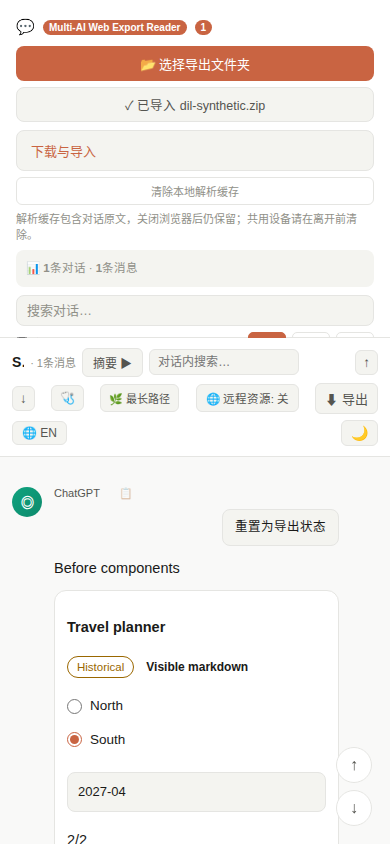 💬 Multi-AI Web Export Reader 1
📂 选择导出文件夹
✓ 已导入 dil-synthetic.zip
下载与导入
清除本地解析缓存
解析缓存包含对话原文，关闭浏览器后仍保留；共用设备请在离开前清
除。
📊 1条对话 · 1条消息
搜索对话…
S. · 1条消息 摘要 ▶ 对话内搜索… ↑
↓ 🩺 🌿 最长路径 🌐 远程资源: 关 ⬇ 导出
🌐 EN 🌙
ChatGPT 📋
重置为导出状态
Before components
Travel planner
Historical Visible markdown
North
South
2027-04
2/2
↑
↓